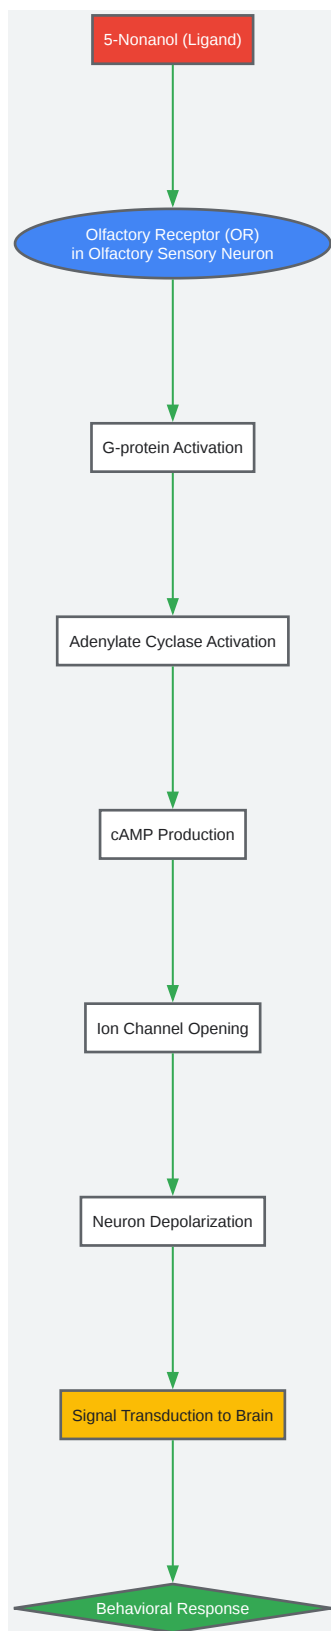 5-Nonanol (Ligand)
Olfactory Receptor (OR)
in Olfactory Sensory Neuron
G-protein Activation
Adenylate Cyclase Activation
cAMP Production
Ion Channel Opening
Neuron Depolarization
Signal Transduction to Brain
Behavioral Response